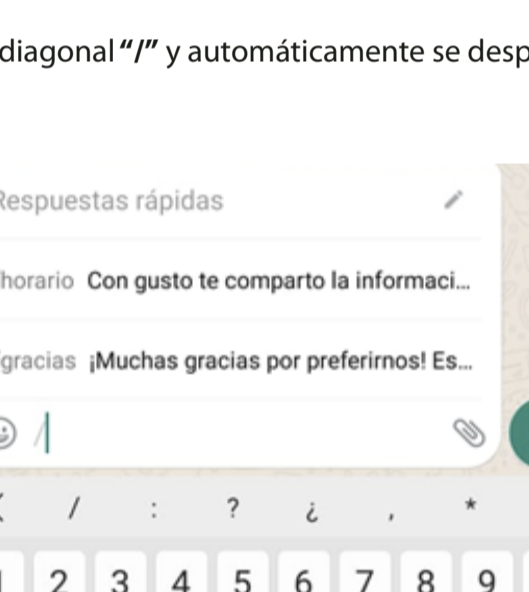 diagonal “/” y automáticamente se desp
Respuestas rápidas
horario Con gusto te comparto la informaci...
gracias ¡Muchas gracias por preferirnos! Es...
/
/ : ? ¿ , *
2 3 4 5 6 7 8 9